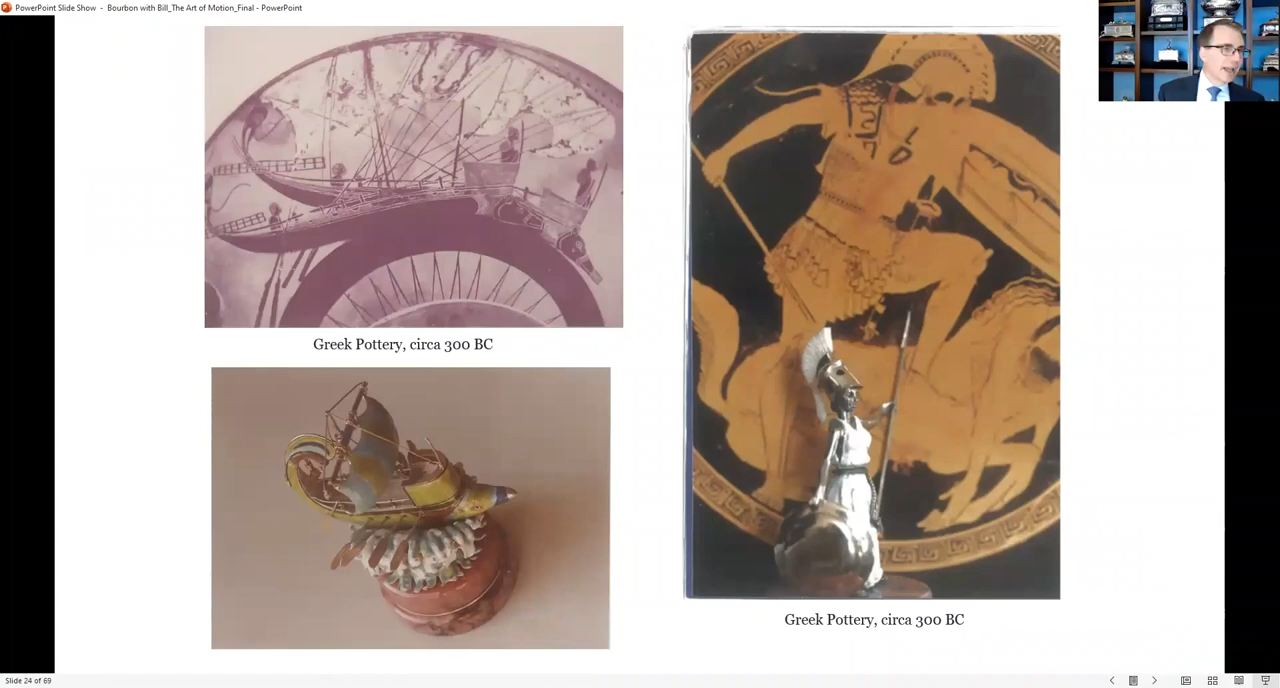 PowerPoint Slide Show - Bourbon with Bill_The Art of Motion_Final - PowerPoint
Greek Pottery, circa 300 BC
Greek Pottery, circa 300 BC
Slide 24 of 69